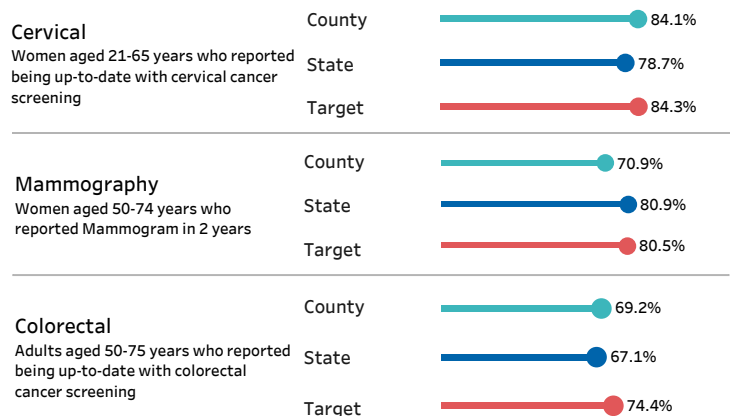 Cervical
Women aged 21-65 years who reported
being up-to-date with cervical cancer
screening
County 84.1%
State 78.7%
Target 84.3%
Mammography
Women aged 50-74 years who
reported Mammogram in 2 years
County 70.9%
State 80.9%
Target 80.5%
Colorectal
Adults aged 50-75 years who reported
being up-to-date with colorectal
cancer screening
County 69.2%
State 67.1%
Target 74.4%